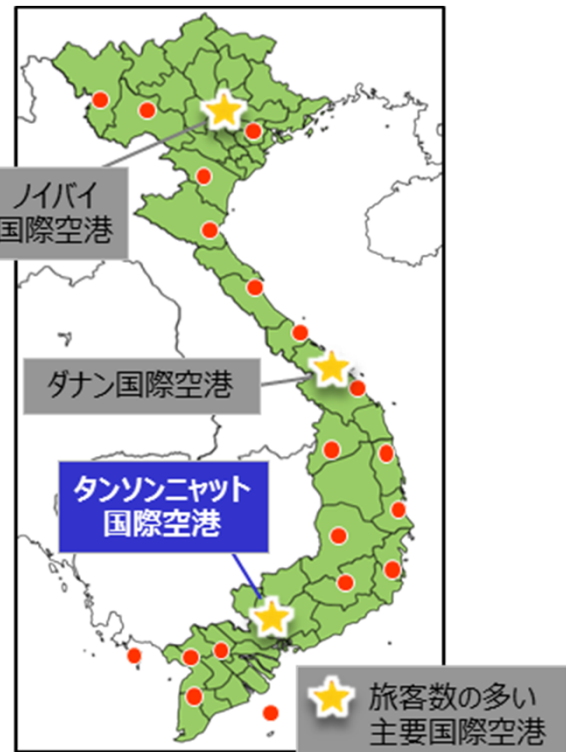 ノイバイ
国際空港
ダナン国際空港
タンソンニャット
国際空港
旅客数の多い
主要国際空港